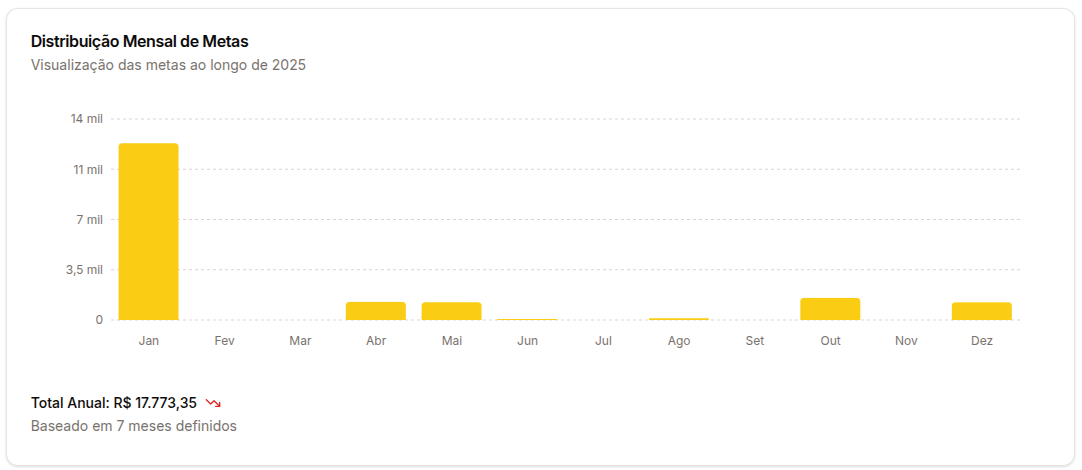 Distribuição Mensal de Metas
Visualização das metas ao longo de 2025
14 mil
11 mil
7 mil
3,5 mil
0
Jan Fev Mar Abr Mai Jun Jul Ago Set Out Nov Dez
Total Anual: R$ 17.773,35
Baseado em 7 meses definidos